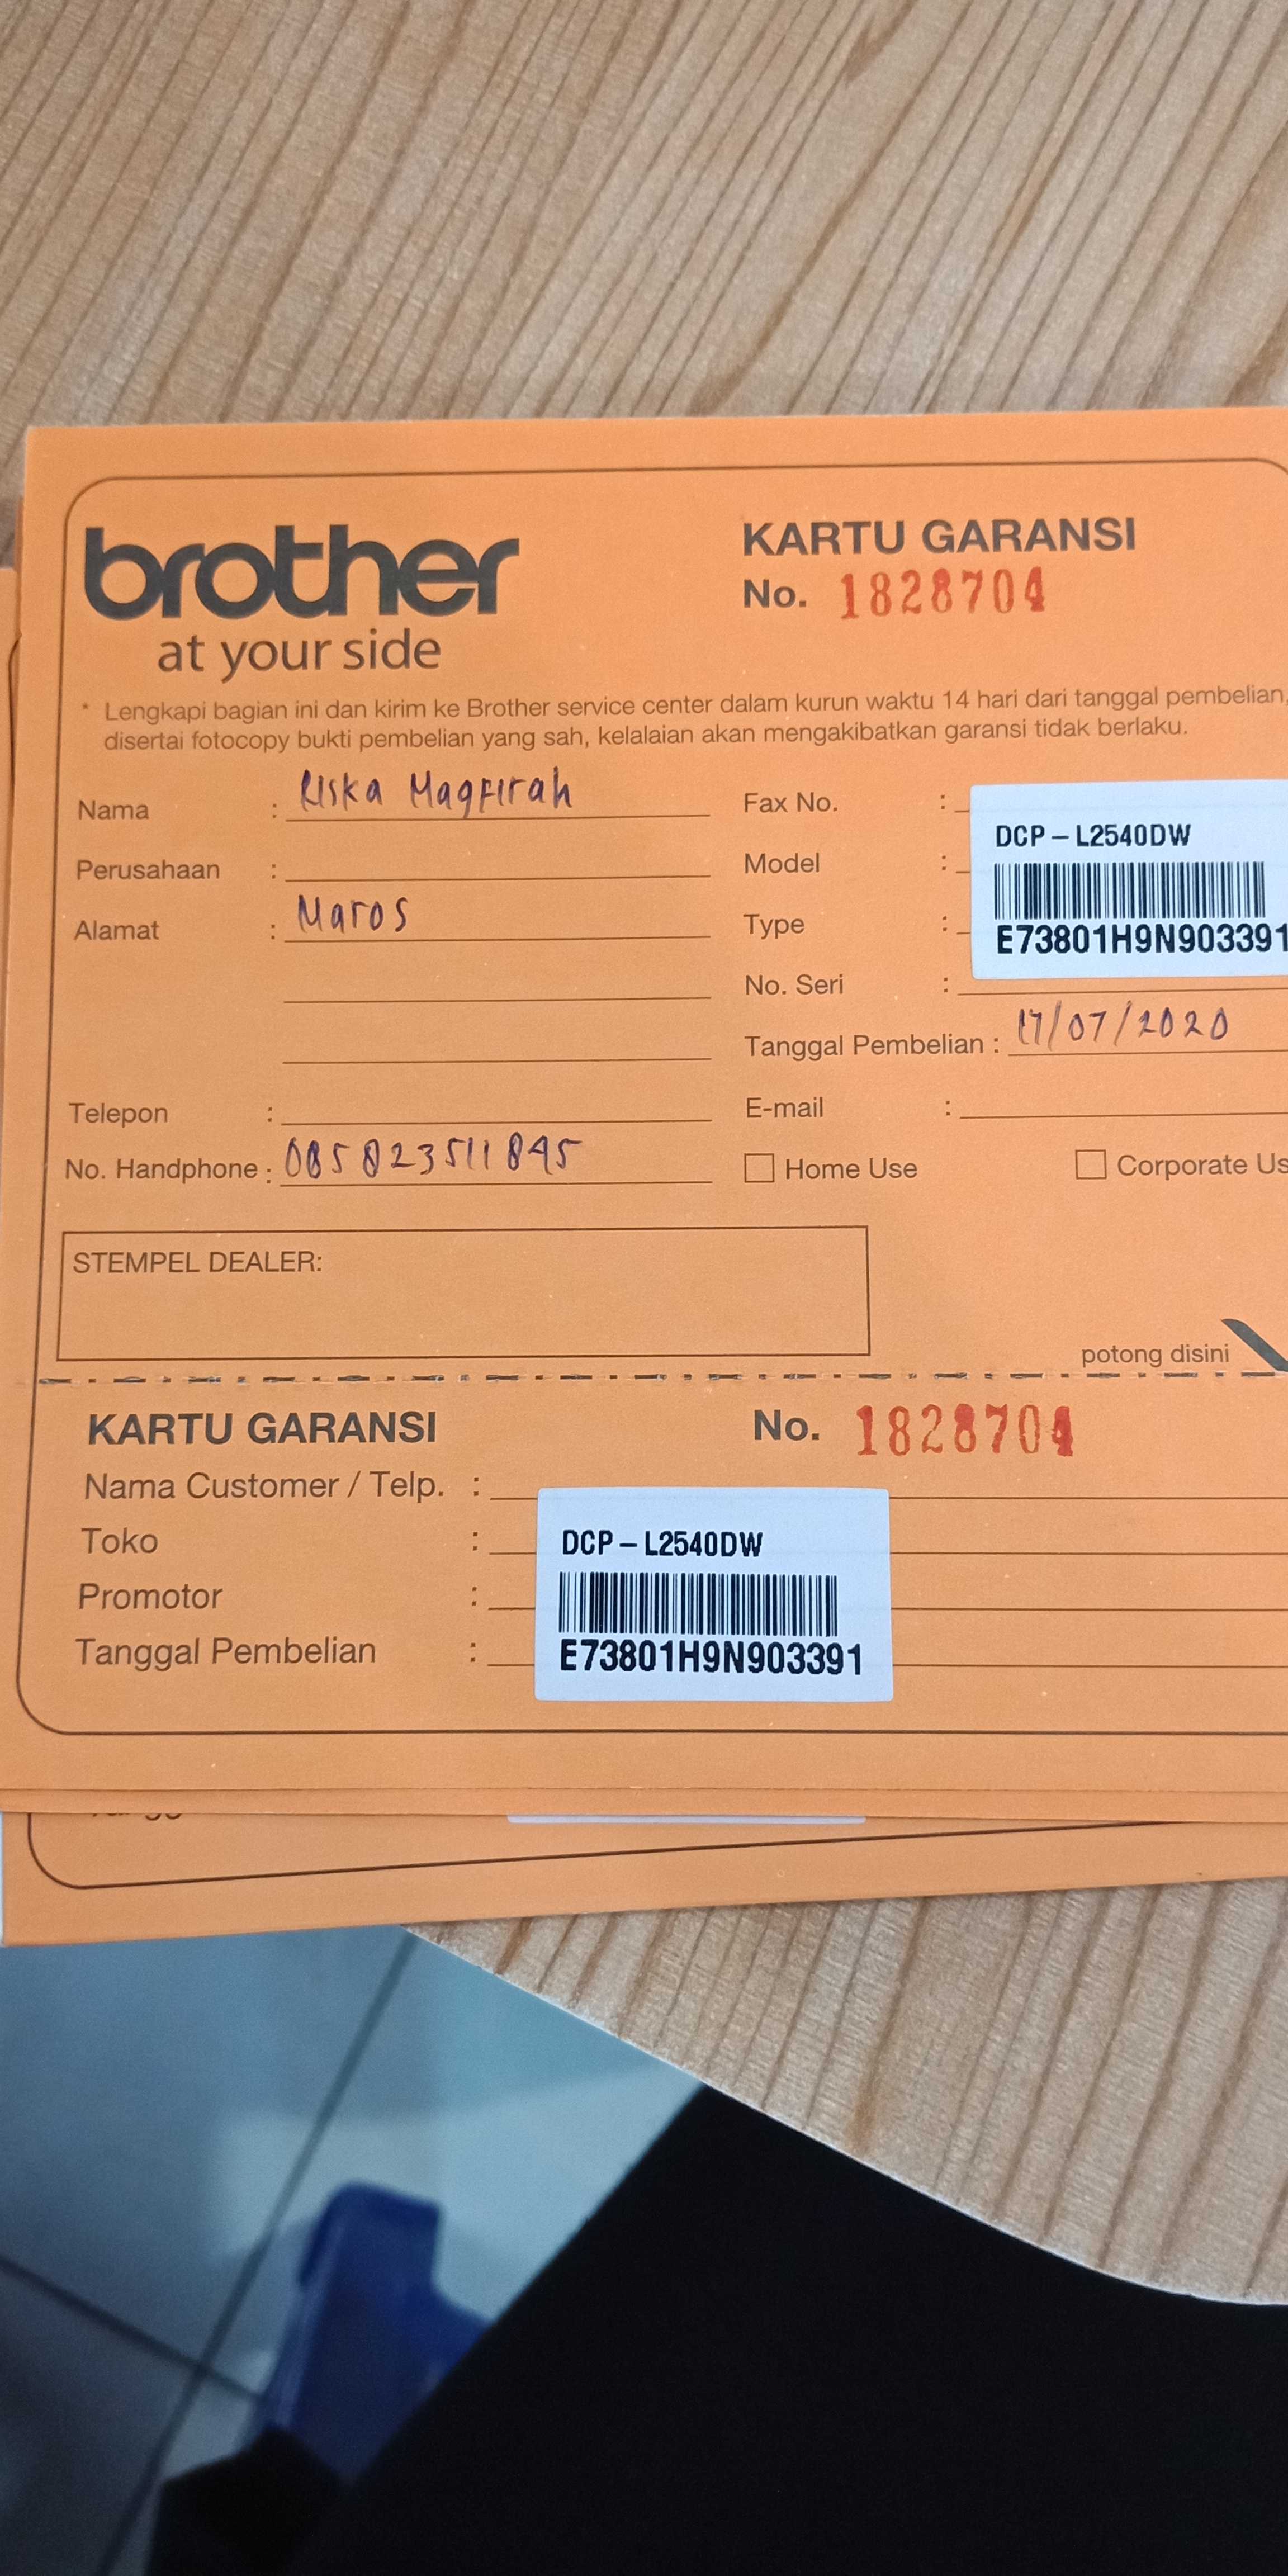 brother
at your side
KARTU GARANSI
No. 1828704
* Lengkapi bagian ini dan kirim ke Brother service center dalam kurun waktu 14 hari dari tanggal pembelian,
disertai fotocopy bukti pembelian yang sah, kelalaian akan mengakibatkan garansi tidak berlaku.
Nama : Riska Magfirah
Perusahaan :
Alamat : Maros
Telepon :
No. Handphone : 085823511845
Fax No. :
Model :
Type :
No. Seri :
DCP – L2540DW
E73801H9N903391
Tanggal Pembelian : 17/07/2020
E-mail :
Home Use
Corporate Us
STEMPEL DEALER:
potong disini
KARTU GARANSI
No. 1828704
Nama Customer / Telp. :
Toko :
Promotor :
Tanggal Pembelian :
DCP – L2540DW
E73801H9N903391